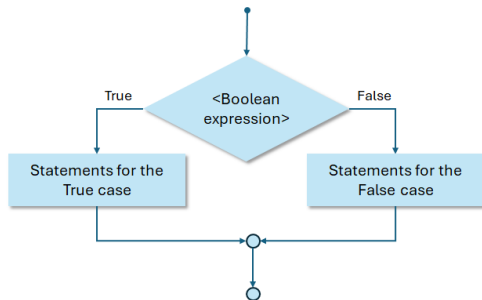 True
<Boolean
expression>
False
Statements for the
True case
Statements for the
False case